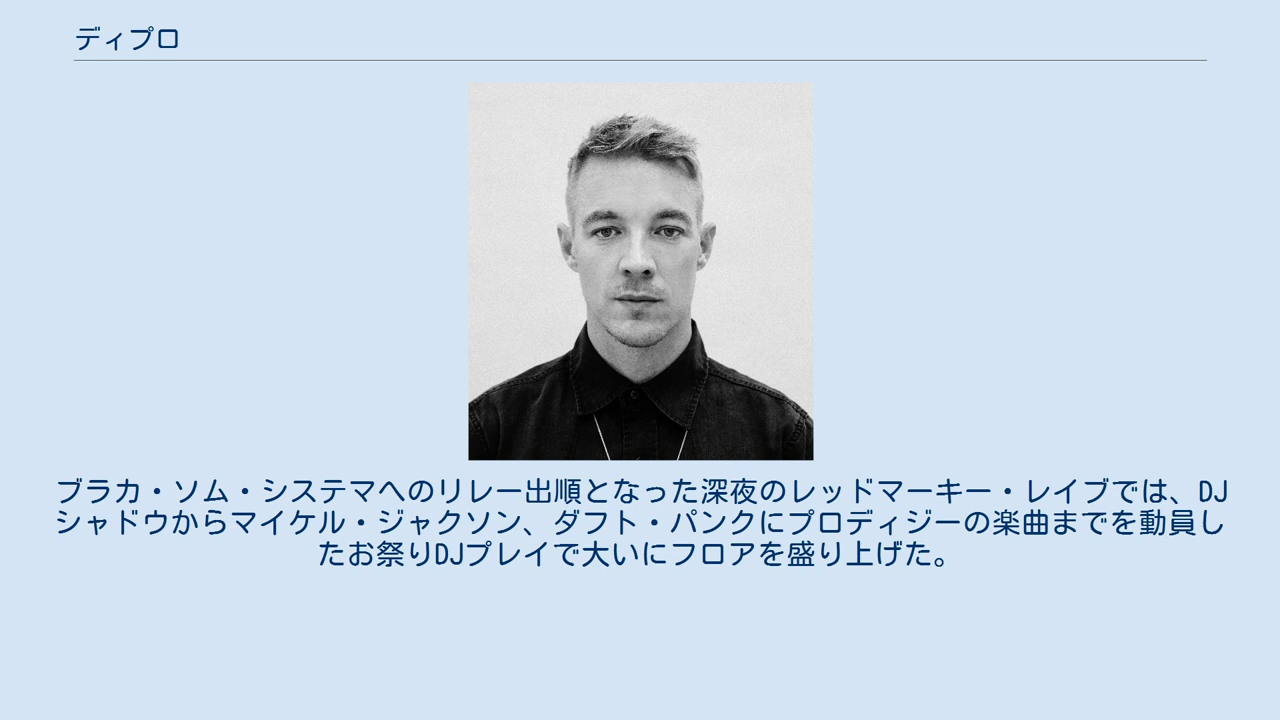 ディプロ
ブラカ・ソム・システマへのリレー出順となった深夜のレッドマーキー・レイブでは、DJ
シャドウからマイケル・ジャクソン、ダフト・パンクにプロディジーの楽曲までを動員し
たお祭りDJプレイで大いにフロアを盛り上げた。